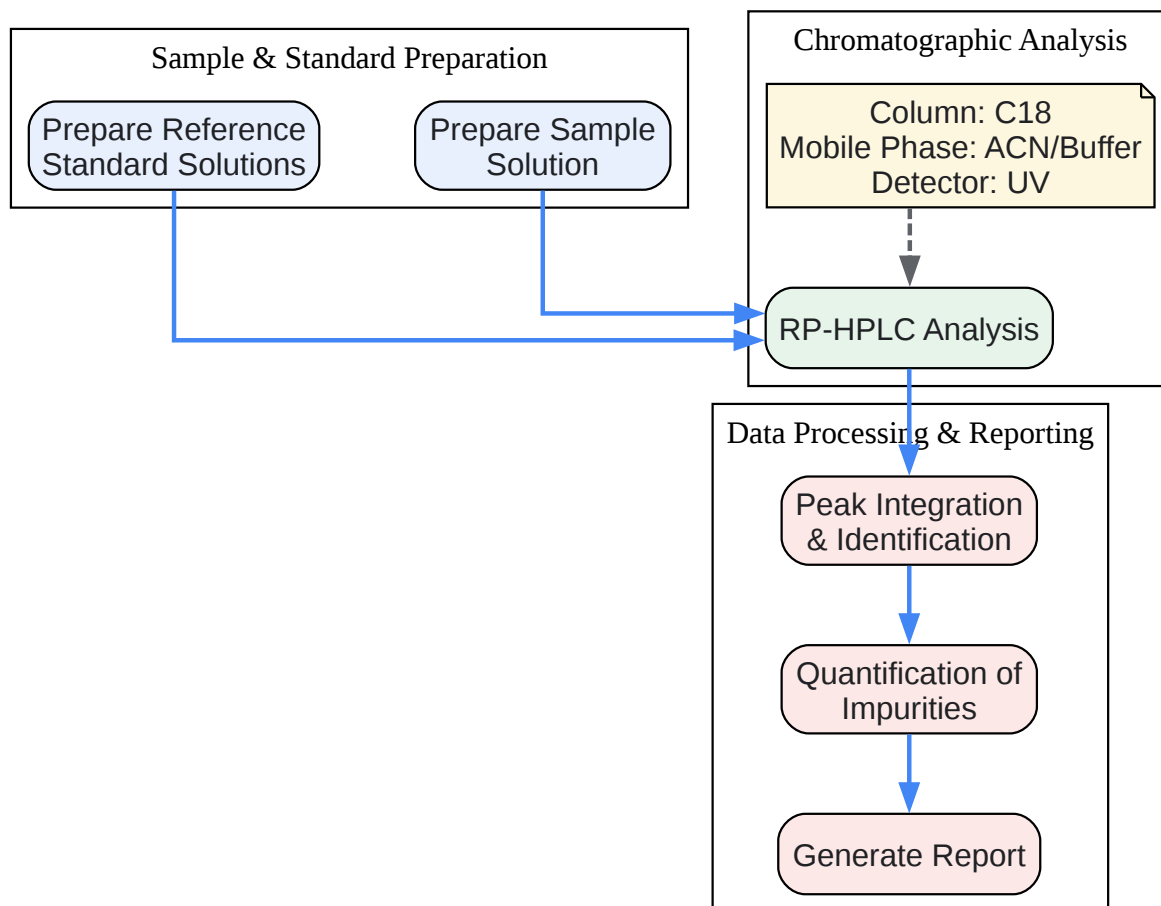 Sample & Standard Preparation
Prepare Reference
Standard Solutions
Prepare Sample
Solution
Chromatographic Analysis
Column: C18
Mobile Phase: ACN/Buffer
Detector: UV
RP-HPLC Analysis
Data Processing & Reporting
Peak Integration
& Identification
Quantification of
Impurities
Generate Report